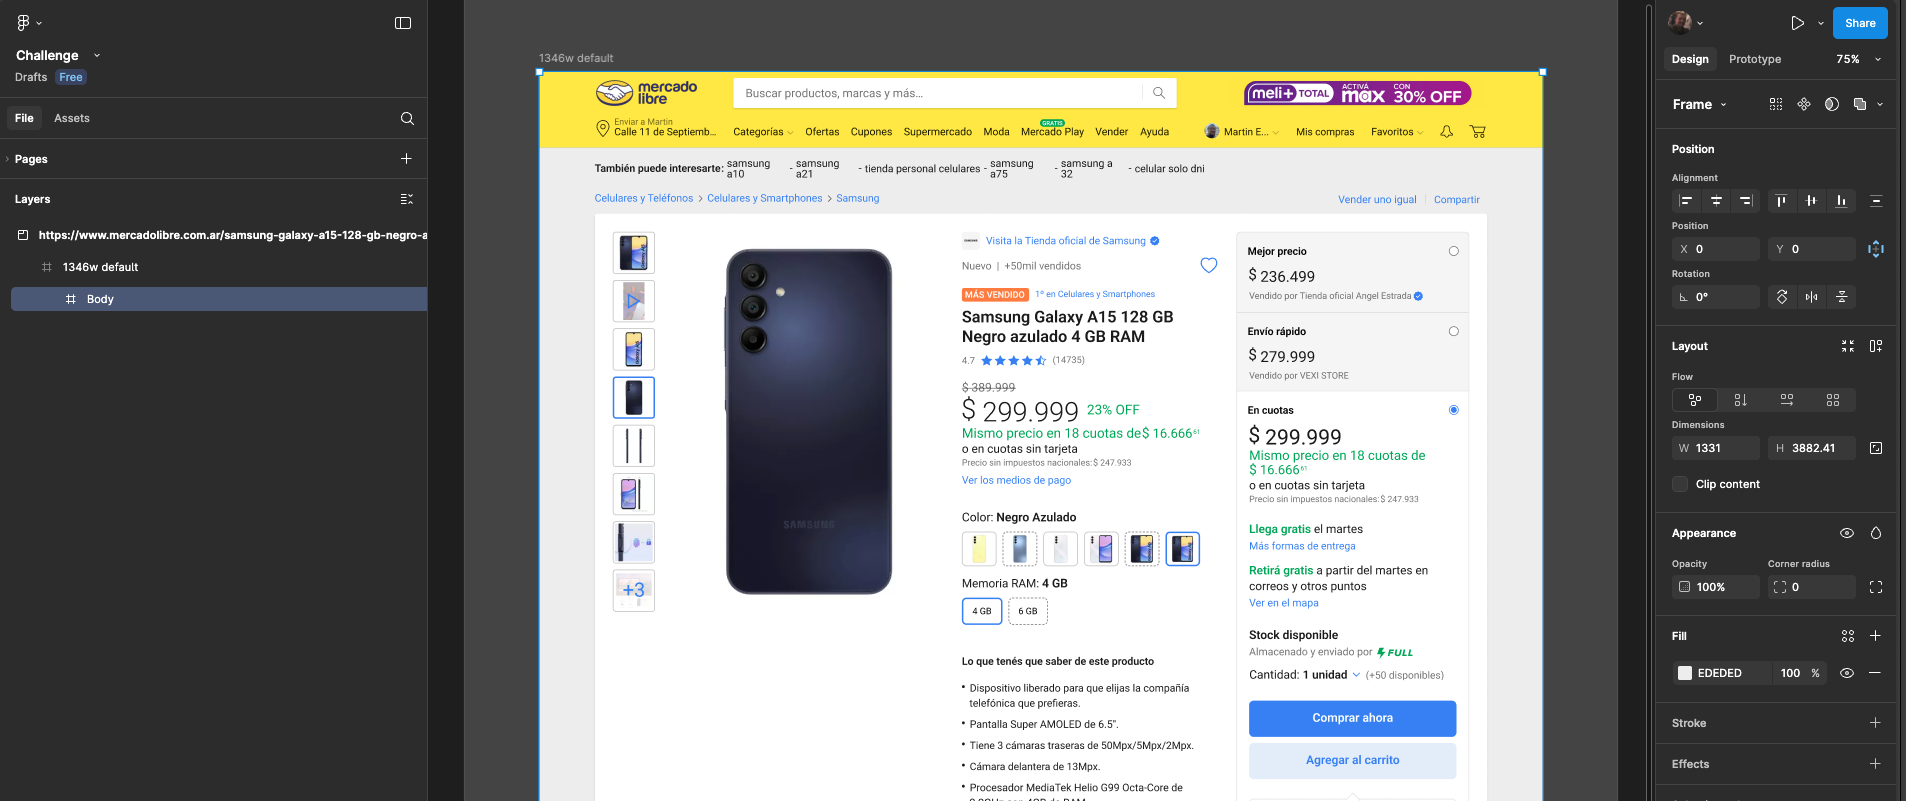 Challenge
Drafts Free
File Assets
Pages
Layers
https://www.mercadolibre.com.ar/samsung-galaxy-a15-128-gb-negro-a
1346w default
Body
1346w default
mercado
libre
Buscar productos, marcas y más...
meli+ TOTAL ACTIVÁ max CON 30% OFF
Enviar a Martin
Calle 11 de Septiemb...
Categorías Ofertas Cupones Supermercado Moda Mercado Play GRATIS Vender Ayuda
Martin E... Mis compras Favoritos
También puede interesarte: samsung a10 - samsung a21 - tienda personal celulares - samsung a75 - samsung a 32 - celular solo dni
Celulares y Teléfonos > Celulares y Smartphones > Samsung
Vender uno igual Compartir
+3
SAMSUNG
Visita la Tienda oficial de Samsung
Nuevo | +50mil vendidos
MÁS VENDIDO 1º en Celulares y Smartphones
Samsung Galaxy A15 128 GB
Negro azulado 4 GB RAM
4.7 (14735)
$ 389.999
$ 299.999 23% OFF
Mismo precio en 18 cuotas de$ 16.666⁶¹
o en cuotas sin tarjeta
Precio sin impuestos nacionales:$ 247.933
Ver los medios de pago
Color: Negro Azulado
Memoria RAM: 4 GB
4 GB 6 GB
Lo que tenés que saber de este producto
• Dispositivo liberado para que elijas la compañía
telefónica que prefieras.
• Pantalla Super AMOLED de 6.5".
• Tiene 3 cámaras traseras de 50Mpx/5Mpx/2Mpx.
• Cámara delantera de 13Mpx.
• Procesador MediaTek Helio G99 Octa-Core de
Mejor precio
$ 236.499
Vendido por Tienda oficial Angel Estrada
Envío rápido
$ 279.999
Vendido por VEXI STORE
En cuotas
$ 299.999
Mismo precio en 18 cuotas de
$ 16.666⁶¹
o en cuotas sin tarjeta
Precio sin impuestos nacionales:$ 247.933
Llega gratis el martes
Más formas de entrega
Retirá gratis a partir del martes en
correos y otros puntos
Ver en el mapa
Stock disponible
Almacenado y enviado por FULL
Cantidad: 1 unidad (+50 disponibles)
Comprar ahora
Agregar al carrito
Share
Design Prototype 75%
Frame
Position
Alignment
Position
X 0 Y 0
Rotation
0°
Layout
Flow
Dimensions
W 1331 H 3882.41
Clip content
Appearance
Opacity Corner radius
100% 0
Fill
EDEDED 100 %
Stroke
Effects